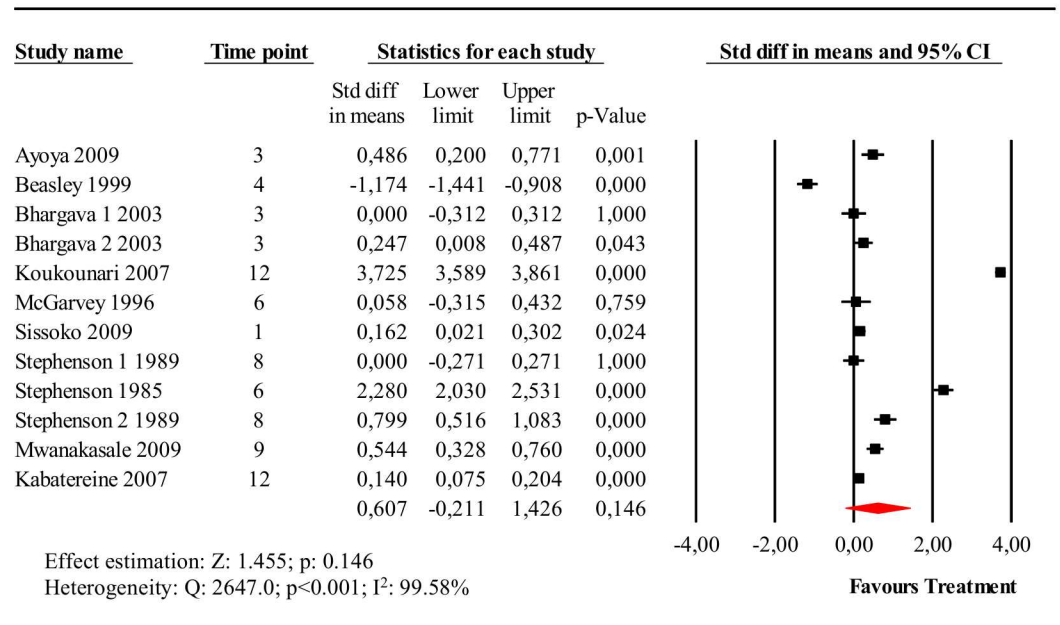 Study name Time point Statistics for each study Std diff in means and 95% CI
Std diff Lower Upper
in means limit limit p-Value
Ayoya 2009 3 0,486 0,200 0,771 0,001
Beasley 1999 4 -1,174 -1,441 -0,908 0,000
Bhargava 1 2003 3 0,000 -0,312 0,312 1,000
Bhargava 2 2003 3 0,247 0,008 0,487 0,043
Koukounari 2007 12 3,725 3,589 3,861 0,000
McGarvey 1996 6 0,058 -0,315 0,432 0,759
Sissoko 2009 1 0,162 0,021 0,302 0,024
Stephenson 1 1989 8 0,000 -0,271 0,271 1,000
Stephenson 1985 6 2,280 2,030 2,531 0,000
Stephenson 2 1989 8 0,799 0,516 1,083 0,000
Mwanakasale 2009 9 0,544 0,328 0,760 0,000
Kabatereine 2007 12 0,140 0,075 0,204 0,000
0,607 -0,211 1,426 0,146
-4,00 -2,00 0,00 2,00 4,00
Effect estimation: Z: 1.455; p: 0.146
Heterogeneity: Q: 2647.0; p<0.001; I²: 99.58%
Favours Treatment